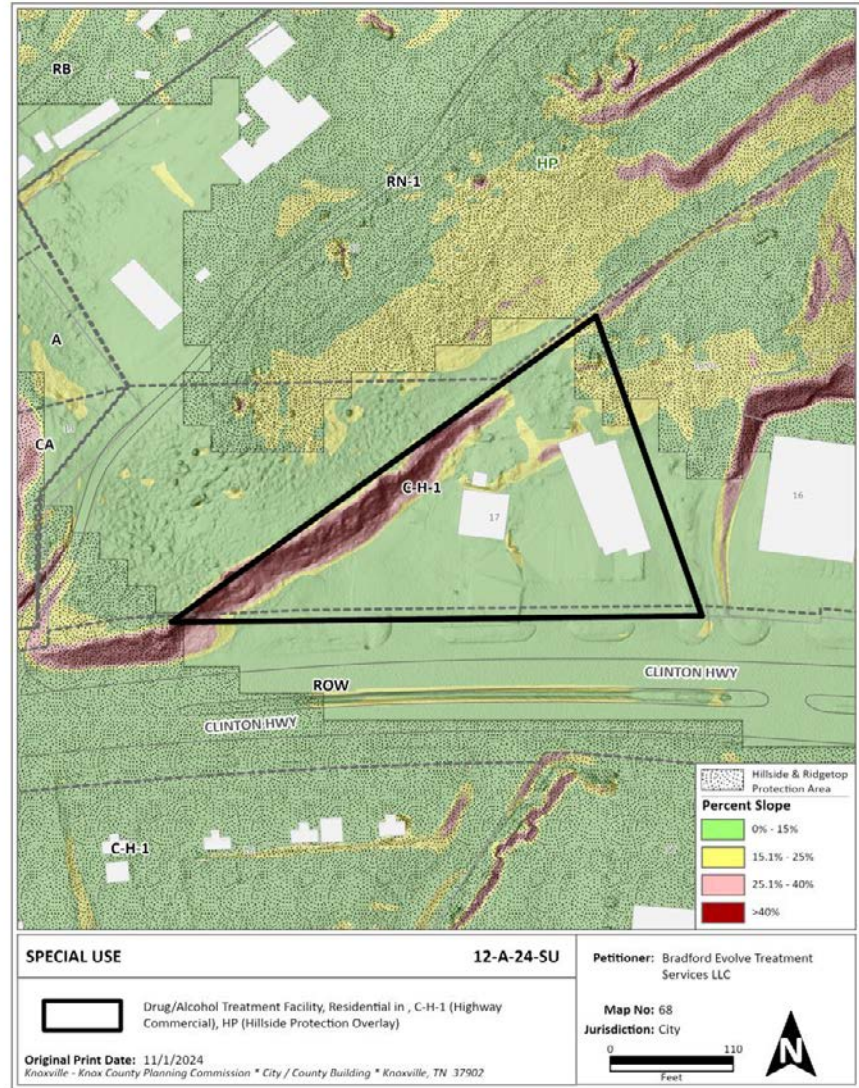 RB
HP
RN-1
A
CA
C-H-1
17
16
CLINTON HWY
ROW
CLINTON HWY
C-H-1
Hillside & Ridgetop
Protection Area
Percent Slope
0% - 15%
15.1% - 25%
25.1% - 40%
>40%
SPECIAL USE
12-A-24-SU
Petitioner: Bradford Evolve Treatment
Services LLC
Drug/Alcohol Treatment Facility, Residential in , C-H-1 (Highway
Commercial), HP (Hillside Protection Overlay)
Map No: 68
Jurisdiction: City
0 110
Feet
N
Original Print Date: 11/1/2024
Knoxville - Knox County Planning Commission * City / County Building * Knoxville, TN 37902